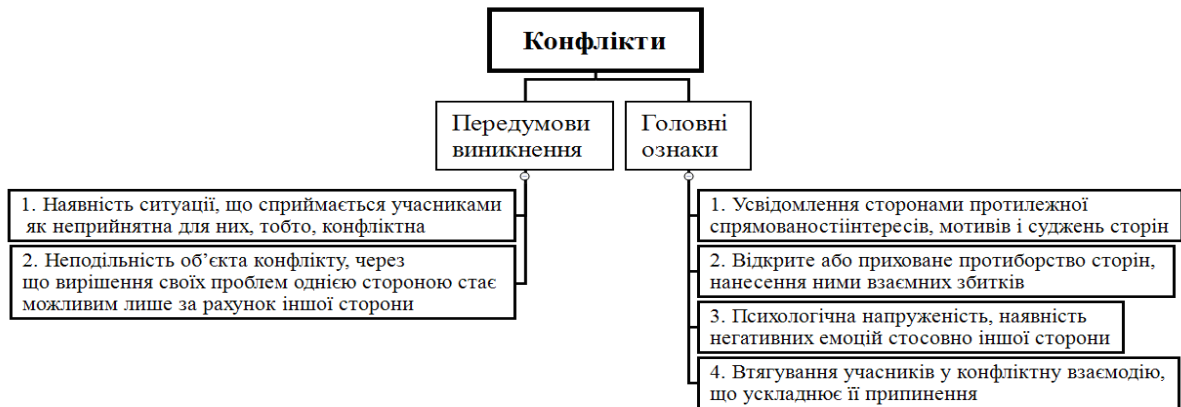 Конфлікти
Передумови
виникнення
Головні
ознаки
1. Наявність ситуації, що сприймається учасниками
як неприйнятна для них, тобто, конфліктна
2. Неподільність об’єкта конфлікту, через
що вирішення своїх проблем однією стороною стає
можливим лише за рахунок іншої сторони
1. Усвідомлення сторонами протилежної
спрямованостіінтересів, мотивів і суджень сторін
2. Відкрите або приховане протиборство сторін,
нанесення ними взаємних збитків
3. Психологічна напруженість, наявність
негативних емоцій стосовно іншої сторони
4. Втягування учасників у конфліктну взаємодію,
що ускладнює її припинення